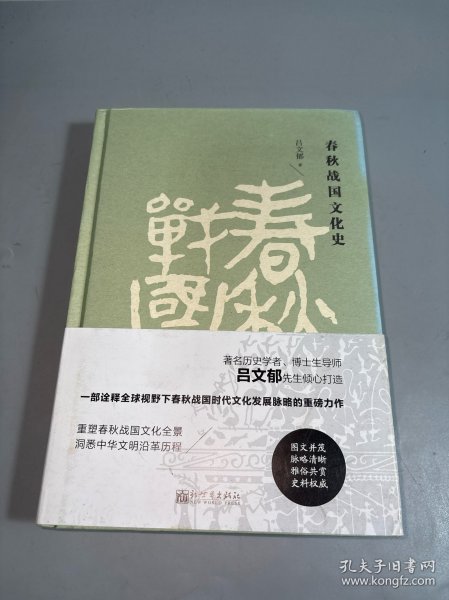 春秋战国文化史
吕文郁 著
春秋
戰國
著名历史学者、博士生导师
吕文郁先生倾心打造
一部诠释全球视野下春秋战国时代文化发展脉略的重磅力作
重塑春秋战国文化全景
洞悉中华文明沿革历程
图文并茂
脉略清晰
雅俗共赏
史料权威
新世界出版社
NEW WORLD PRESS
孔夫子旧书网
www.kongfz.com